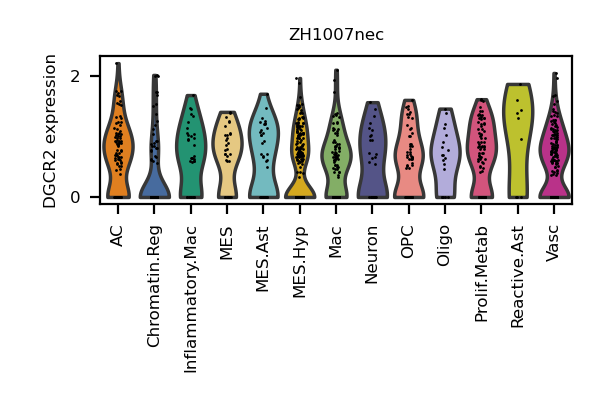 ZH1007nec
DGCR2 expression
2
0
AC
Chromatin.Reg
Inflammatory.Mac
MES
MES.Ast
MES.Hyp
Mac
Neuron
OPC
Oligo
Prolif.Metab
Reactive.Ast
Vasc